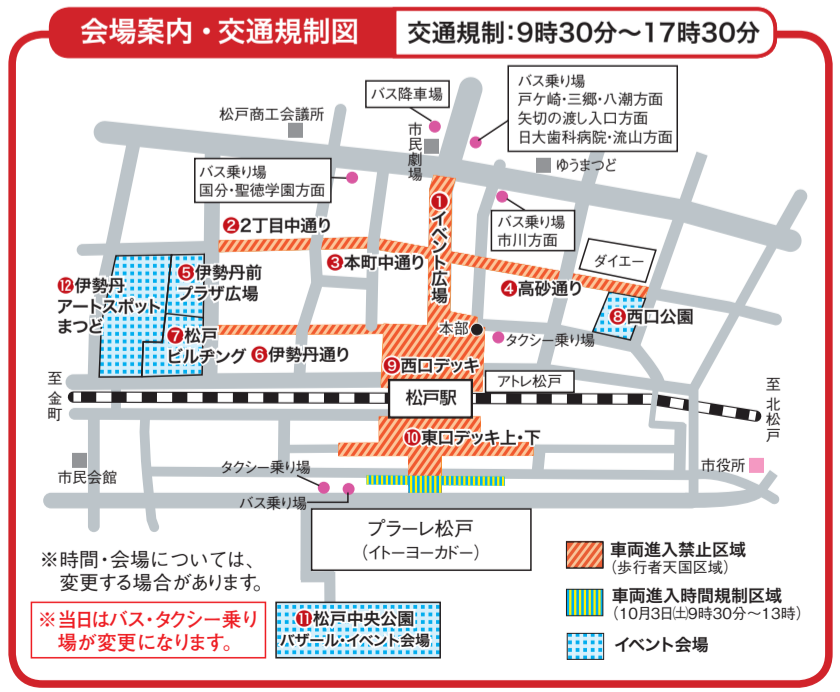 会場案内・交通規制図
交通規制：9時30分～17時30分
バス降車場
バス乗り場
戸ケ崎・三郷・八潮方面
矢切の渡し入口方面
日大歯科病院・流山方面
松戸商工会議所
市民劇場
ゆうまつど
バス乗り場
国分・聖徳学園方面
❶イベント広場
バス乗り場
市川方面
❷2丁目中通り
❸本町中通り
ダイエー
❹高砂通り
⓬伊勢丹
アートスポット
まつど
❺伊勢丹前
プラザ広場
❽西口公園
❼松戸
ビルヂング
❻伊勢丹通り
本部
タクシー乗り場
❾西口デッキ
アトレ松戸
至金町
松戸駅
至北松戸
❿東口デッキ上・下
市民会館
タクシー乗り場
バス乗り場
市役所
プラーレ松戸
（イトーヨーカドー）
※時間・会場については、
変更する場合があります。
※当日はバス・タクシー乗り
場が変更になります。
⓫松戸中央公園
バザール・イベント会場
車両進入禁止区域
（歩行者天国区域）
車両進入時間規制区域
（10月3日㈯9時30分～13時）
イベント会場